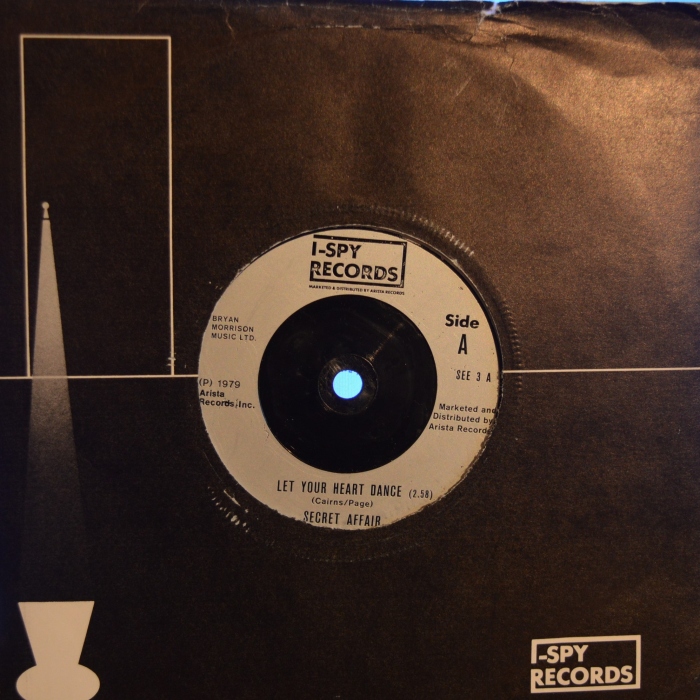 I-SPY
RECORDS
MARKETED & DISTRIBUTED BY ARISTA RECORDS
BRYAN
MORRISON
MUSIC LTD.
Side
A
SEE 3 A
(P) 1979
Arista
Records, Inc.
Marketed and
Distributed by
Arista Records
LET YOUR HEART DANCE (2.58)
(Cairns/Page)
SECRET AFFAIR
I-SPY
RECORDS